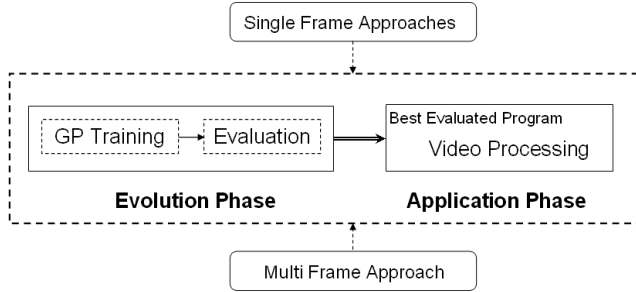 Single Frame Approaches
GP Training
Evaluation
Best Evaluated Program
Video Processing
Evolution Phase
Application Phase
Multi Frame Approach